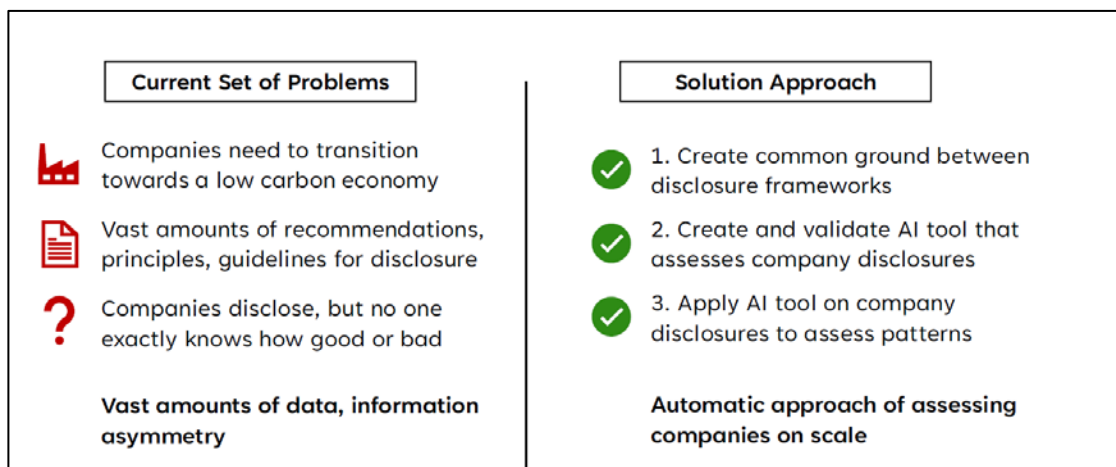 Current Set of Problems
Companies need to transition
towards a low carbon economy
Vast amounts of recommendations,
principles, guidelines for disclosure
Companies disclose, but no one
exactly knows how good or bad
Vast amounts of data, information
asymmetry
Solution Approach
1. Create common ground between
disclosure frameworks
2. Create and validate AI tool that
assesses company disclosures
3. Apply AI tool on company
disclosures to assess patterns
Automatic approach of assessing
companies on scale